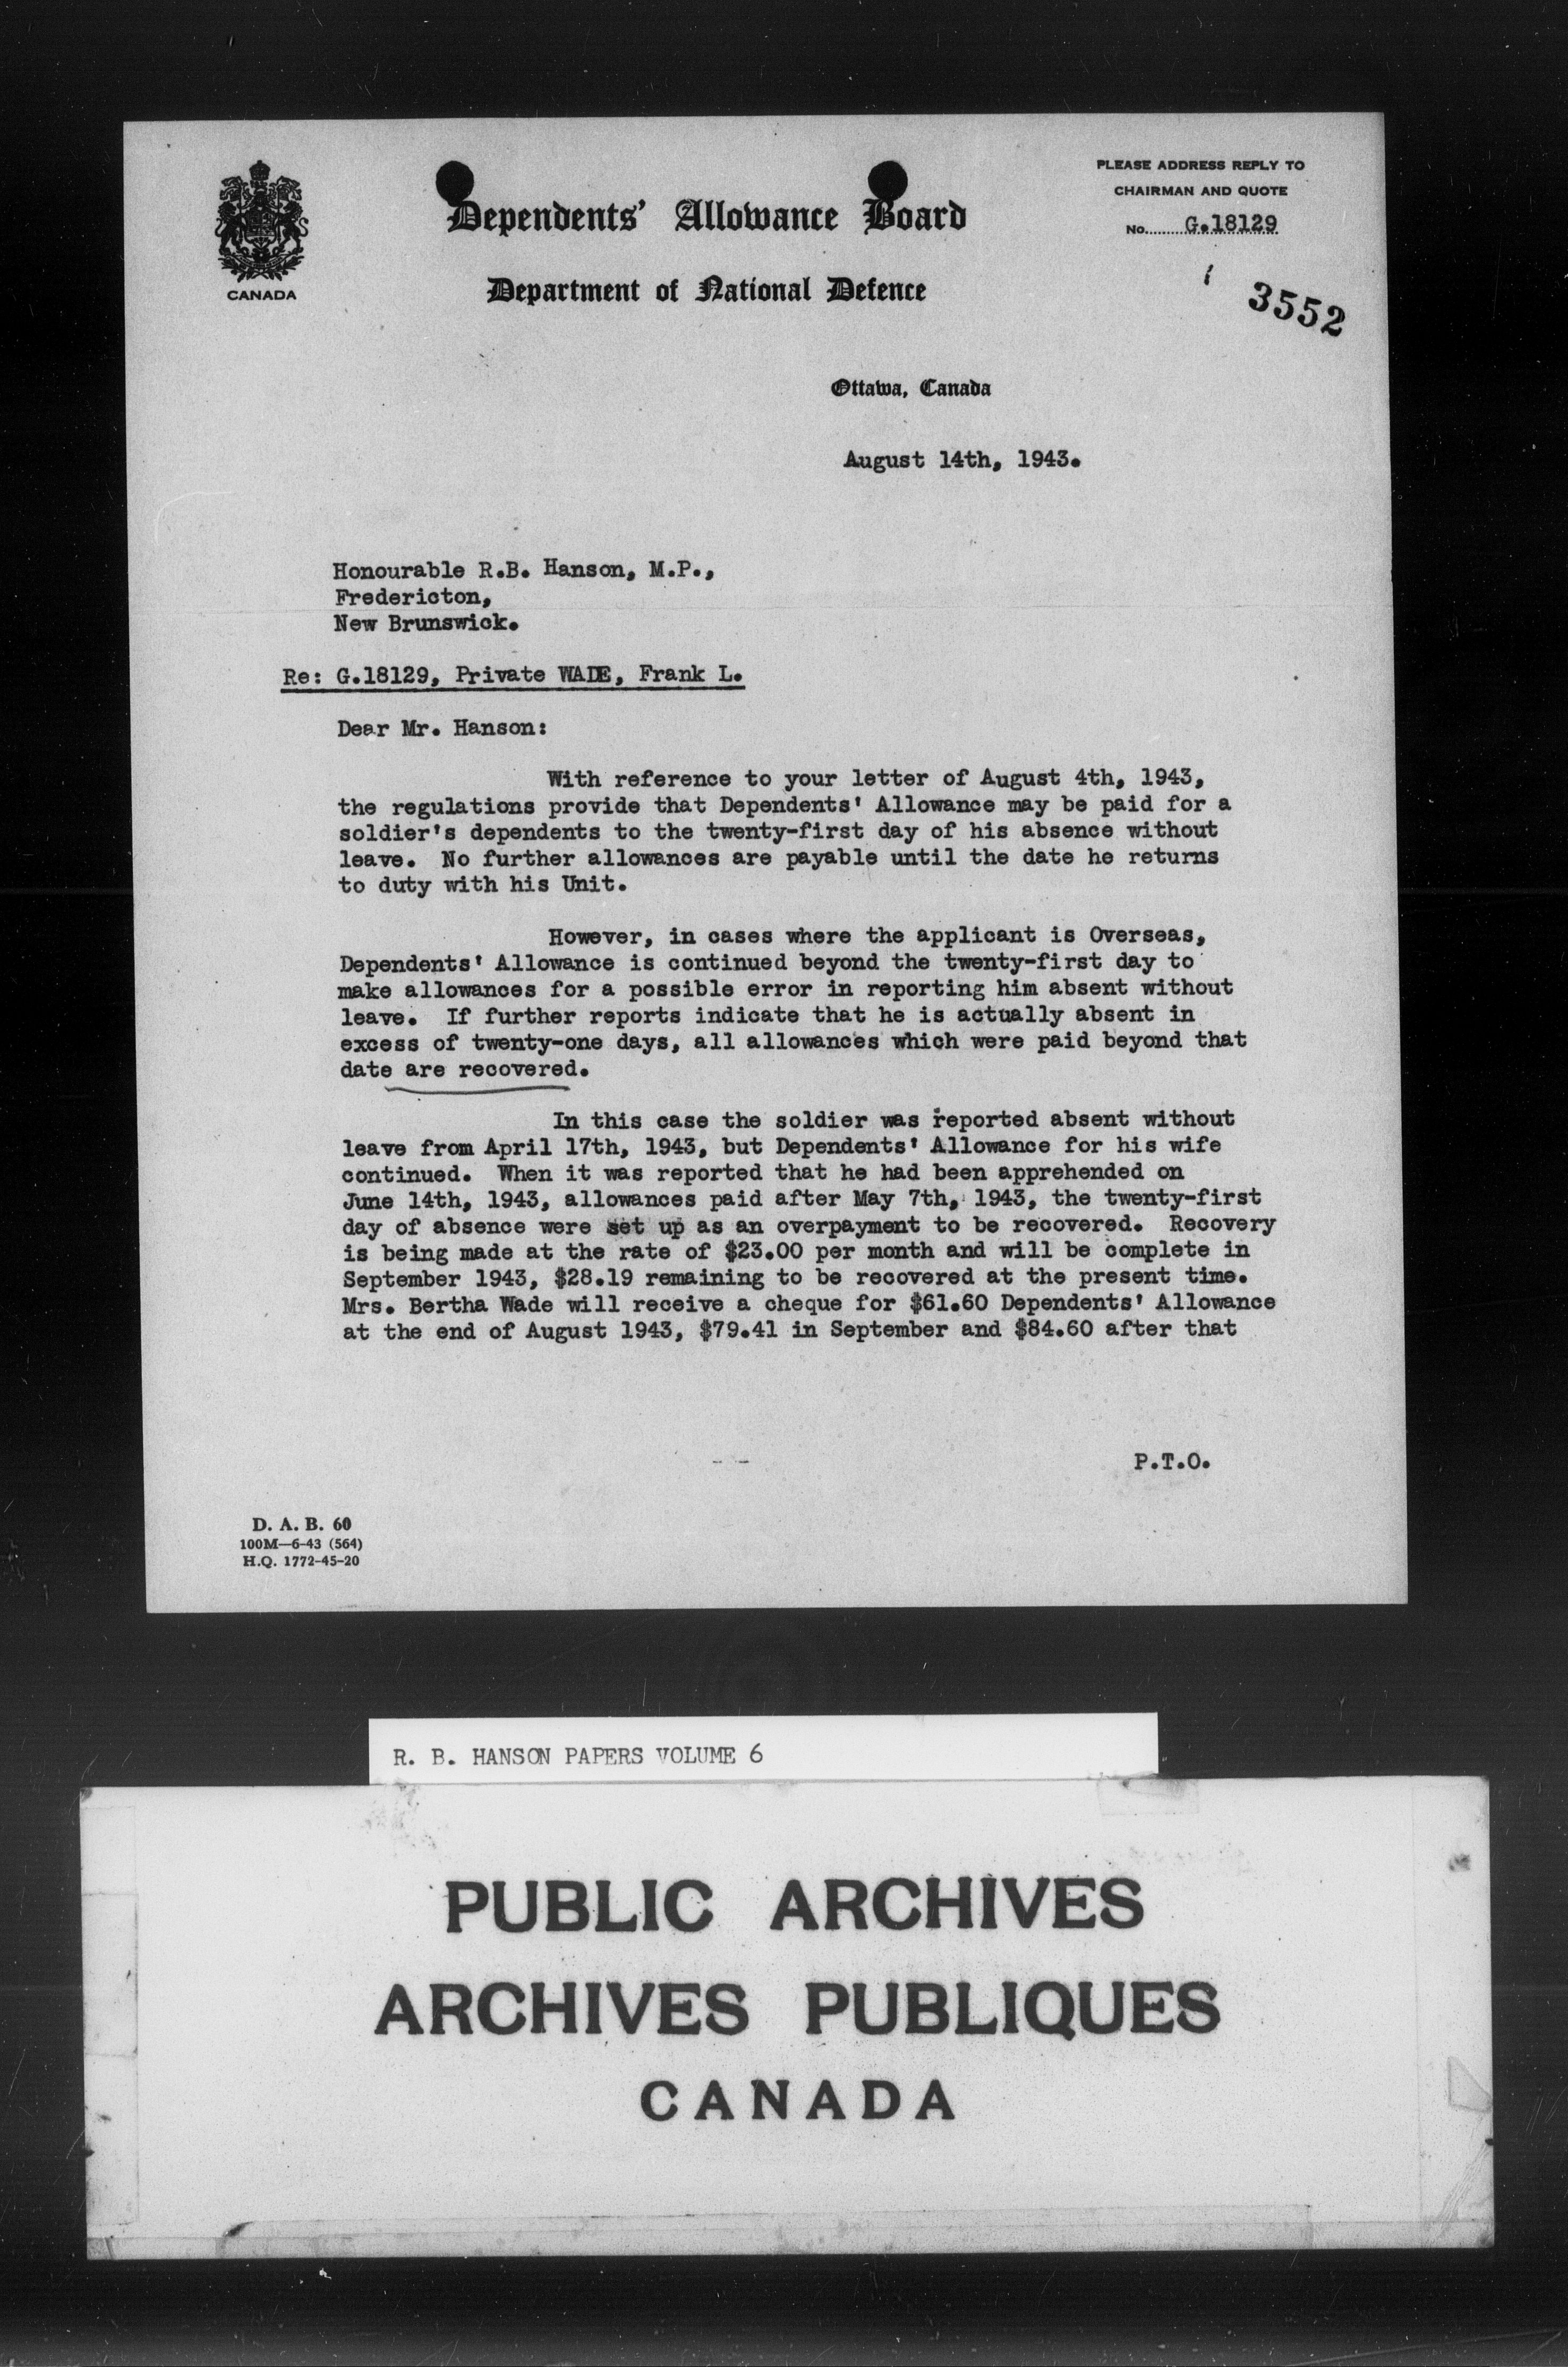 CANADA
Dependents' Allowance Board
Department of National Defence
PLEASE ADDRESS REPLY TO
CHAIRMAN AND QUOTE
No........G.18129
3552
Ottawa, Canada
August 14th, 1943.
Honourable R.B. Hanson, M.P.,
Fredericton,
New Brunswick.
Re: G.18129, Private WADE, Frank L.
Dear Mr. Hanson:
With reference to your letter of August 4th, 1943,
the regulations provide that Dependents' Allowance may be paid for a
soldier's dependents to the twenty-first day of his absence without
leave. No further allowances are payable until the date he returns
to duty with his Unit.
However, in cases where the applicant is Overseas,
Dependents' Allowance is continued beyond the twenty-first day to
make allowances for a possible error in reporting him absent without
leave. If further reports indicate that he is actually absent in
excess of twenty-one days, all allowances which were paid beyond that
date are recovered.
In this case the soldier was reported absent without
leave from April 17th, 1943, but Dependents' Allowance for his wife
continued. When it was reported that he had been apprehended on
June 14th, 1943, allowances paid after May 7th, 1943, the twenty-first
day of absence were set up as an overpayment to be recovered. Recovery
is being made at the rate of $23.00 per month and will be complete in
September 1943, $28.19 remaining to be recovered at the present time.
Mrs. Bertha Wade will receive a cheque for $61.60 Dependents' Allowance
at the end of August 1943, $79.41 in September and $84.60 after that
P.T.O.
D. A. B. 60
100M—6-43 (564)
H.Q. 1772-45-20
R. B. HANSON PAPERS VOLUME 6
PUBLIC ARCHIVES
ARCHIVES PUBLIQUES
CANADA